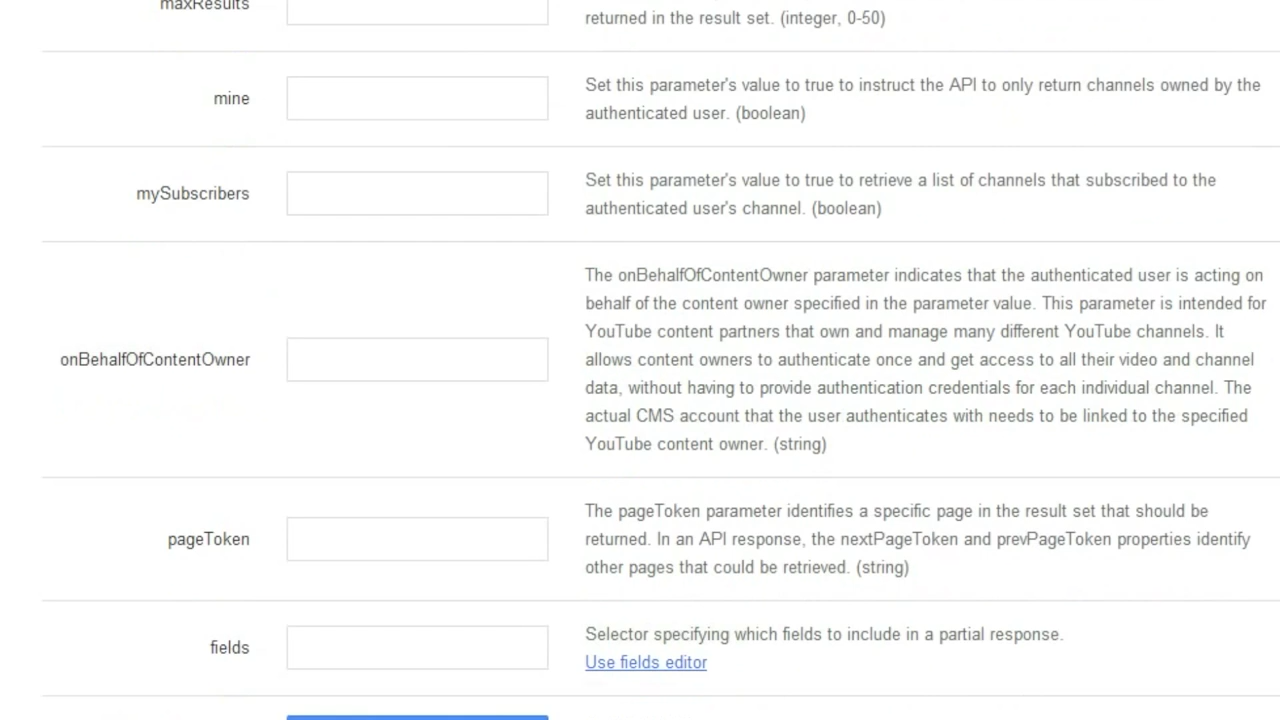 maxResults
returned in the result set. (integer, 0-50)
mine
Set this parameter's value to true to instruct the API to only return channels owned by the
authenticated user. (boolean)
mySubscribers
Set this parameter's value to true to retrieve a list of channels that subscribed to the
authenticated user's channel. (boolean)
onBehalfOfContentOwner
The onBehalfOfContentOwner parameter indicates that the authenticated user is acting on
behalf of the content owner specified in the parameter value. This parameter is intended for
YouTube content partners that own and manage many different YouTube channels. It
allows content owners to authenticate once and get access to all their video and channel
data, without having to provide authentication credentials for each individual channel. The
actual CMS account that the user authenticates with needs to be linked to the specified
YouTube content owner. (string)
pageToken
The pageToken parameter identifies a specific page in the result set that should be
returned. In an API response, the nextPageToken and prevPageToken properties identify
other pages that could be retrieved. (string)
fields
Selector specifying which fields to include in a partial response.
Use fields editor